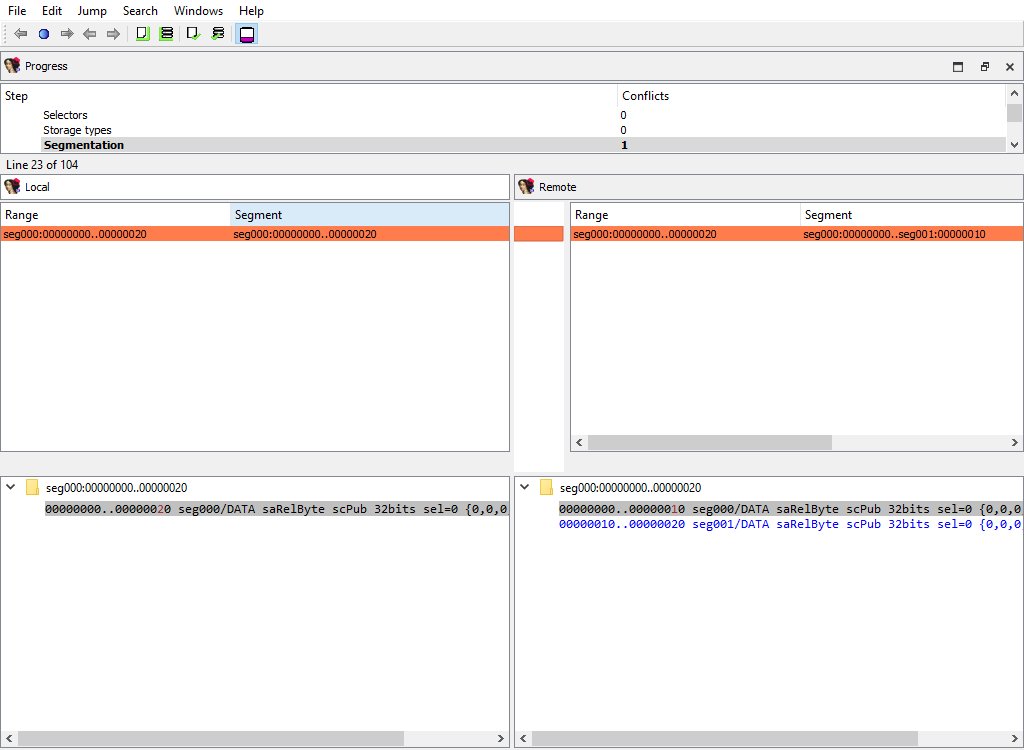 File Edit Jump Search Windows Help
Progress
Step Conflicts
Selectors 0
Storage types 0
Segmentation 1
Line 23 of 104
Local Remote
Range Segment Range Segment
seg000:00000000..00000020 seg000:00000000..00000020 seg000:00000000..00000020 seg000:00000000..seg001:00000010
seg000:00000000..00000020 seg000:00000000..00000020
00000000..00000020 seg000/DATA saRelByte scPub 32bits sel=0 {0,0,0 00000000..00000010 seg000/DATA saRelByte scPub 32bits sel=0 {0,0,0
00000010..00000020 seg001/DATA saRelByte scPub 32bits sel=0 {0,0,0